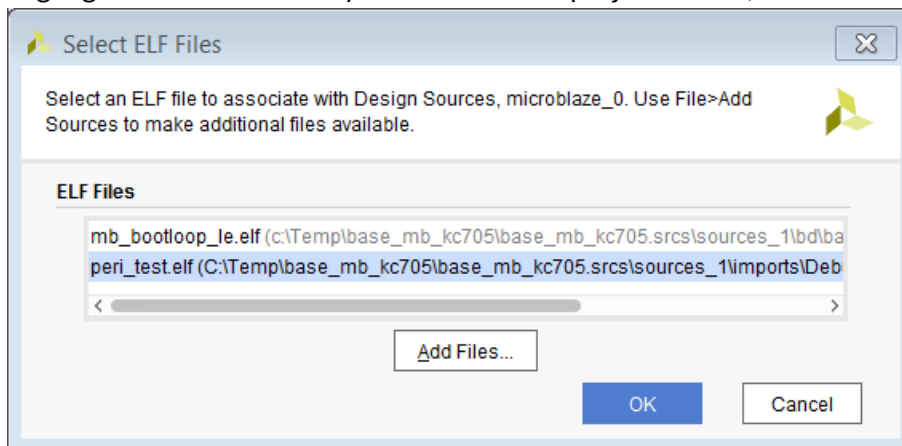 Select ELF Files
Select an ELF file to associate with Design Sources, microblaze_0. Use File>Add
Sources to make additional files available.
ELF Files
mb_bootloop_le.elf (c:\Temp\base_mb_kc705\base_mb_kc705.srcs\sources_1\bd\ba
peri_test.elf (C:\Temp\base_mb_kc705\base_mb_kc705.srcs\sources_1\imports\Deb
Add Files...
OK Cancel